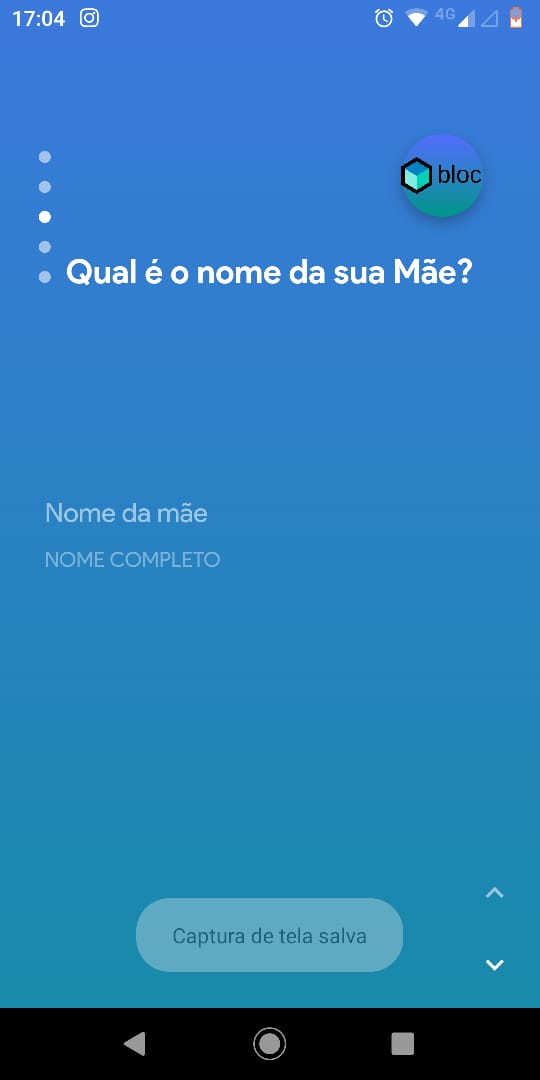 17:04
4G
bloc
Qual é o nome da sua Mãe?
Nome da mãe
NOME COMPLETO
Captura de tela salva